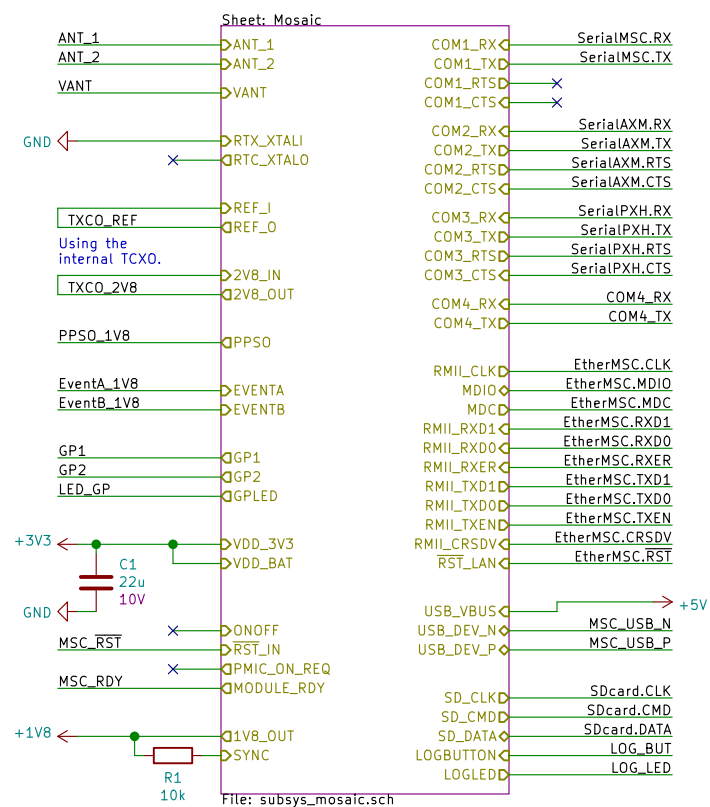 Sheet: Mosaic
ANT_1
ANT_2
VANT
GND
TXCO_REF
Using the
internal TCXO.
TXCO_2V8
PPSO_1V8
EventA_1V8
EventB_1V8
GP1
GP2
LED_GP
+3V3
C1
22u
10V
GND
MSC_RST
MSC_RDY
+1V8
R1
10k
ANT_1
ANT_2
VANT
RTX_XTALI
RTC_XTALO
REF_I
REF_O
2V8_IN
2V8_OUT
PPSO
EVENTA
EVENTB
GP1
GP2
GPLED
VDD_3V3
VDD_BAT
ONOFF
RST_IN
PMIC_ON_REQ
MODULE_RDY
1V8_OUT
SYNC
COM1_RX
COM1_TX
COM1_RTS
COM1_CTS
COM2_RX
COM2_TX
COM2_RTS
COM2_CTS
COM3_RX
COM3_TX
COM3_RTS
COM3_CTS
COM4_RX
COM4_TX
RMII_CLK
MDIO
MDC
RMII_RXD1
RMII_RXD0
RMII_RXER
RMII_TXD1
RMII_TXD0
RMII_TXEN
RMII_CRSDV
RST_LAN
USB_VBUS
USB_DEV_N
USB_DEV_P
SD_CLK
SD_CMD
SD_DATA
LOGBUTTON
LOGLED
SerialMSC.RX
SerialMSC.TX
SerialAXM.RX
SerialAXM.TX
SerialAXM.RTS
SerialAXM.CTS
SerialPXH.RX
SerialPXH.TX
SerialPXH.RTS
SerialPXH.CTS
COM4_RX
COM4_TX
EtherMSC.CLK
EtherMSC.MDIO
EtherMSC.MDC
EtherMSC.RXD1
EtherMSC.RXD0
EtherMSC.RXER
EtherMSC.TXD1
EtherMSC.TXD0
EtherMSC.TXEN
EtherMSC.CRSDV
EtherMSC.RST
+5V
MSC_USB_N
MSC_USB_P
SDcard.CLK
SDcard.CMD
SDcard.DATA
LOG_BUT
LOG_LED
File: subsys_mosaic.sch